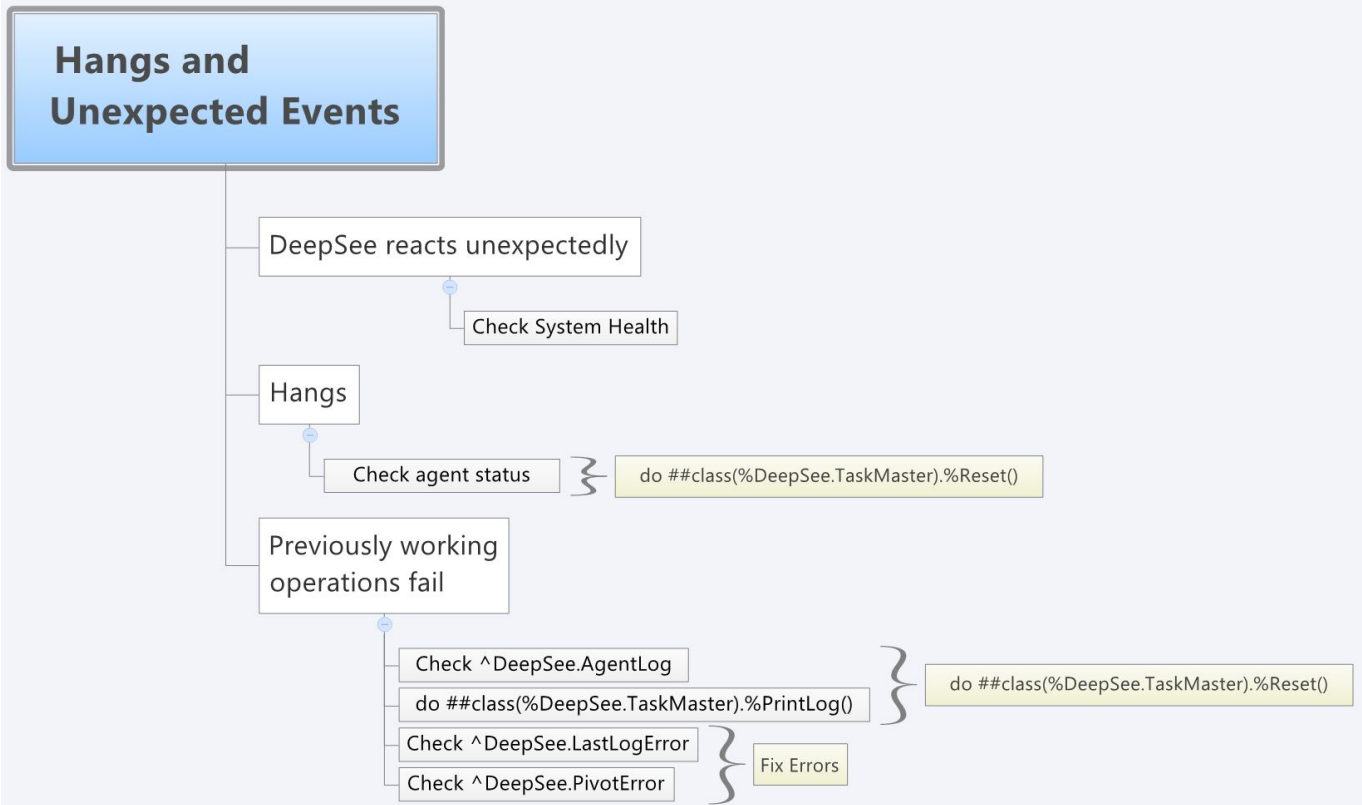 Hangs and
Unexpected Events
DeepSee reacts unexpectedly
Check System Health
Hangs
Check agent status
do ##class(%DeepSee.TaskMaster).%Reset()
Previously working
operations fail
Check ^DeepSee.AgentLog
do ##class(%DeepSee.TaskMaster).%PrintLog()
do ##class(%DeepSee.TaskMaster).%Reset()
Check ^DeepSee.LastLogError
Check ^DeepSee.PivotError
Fix Errors